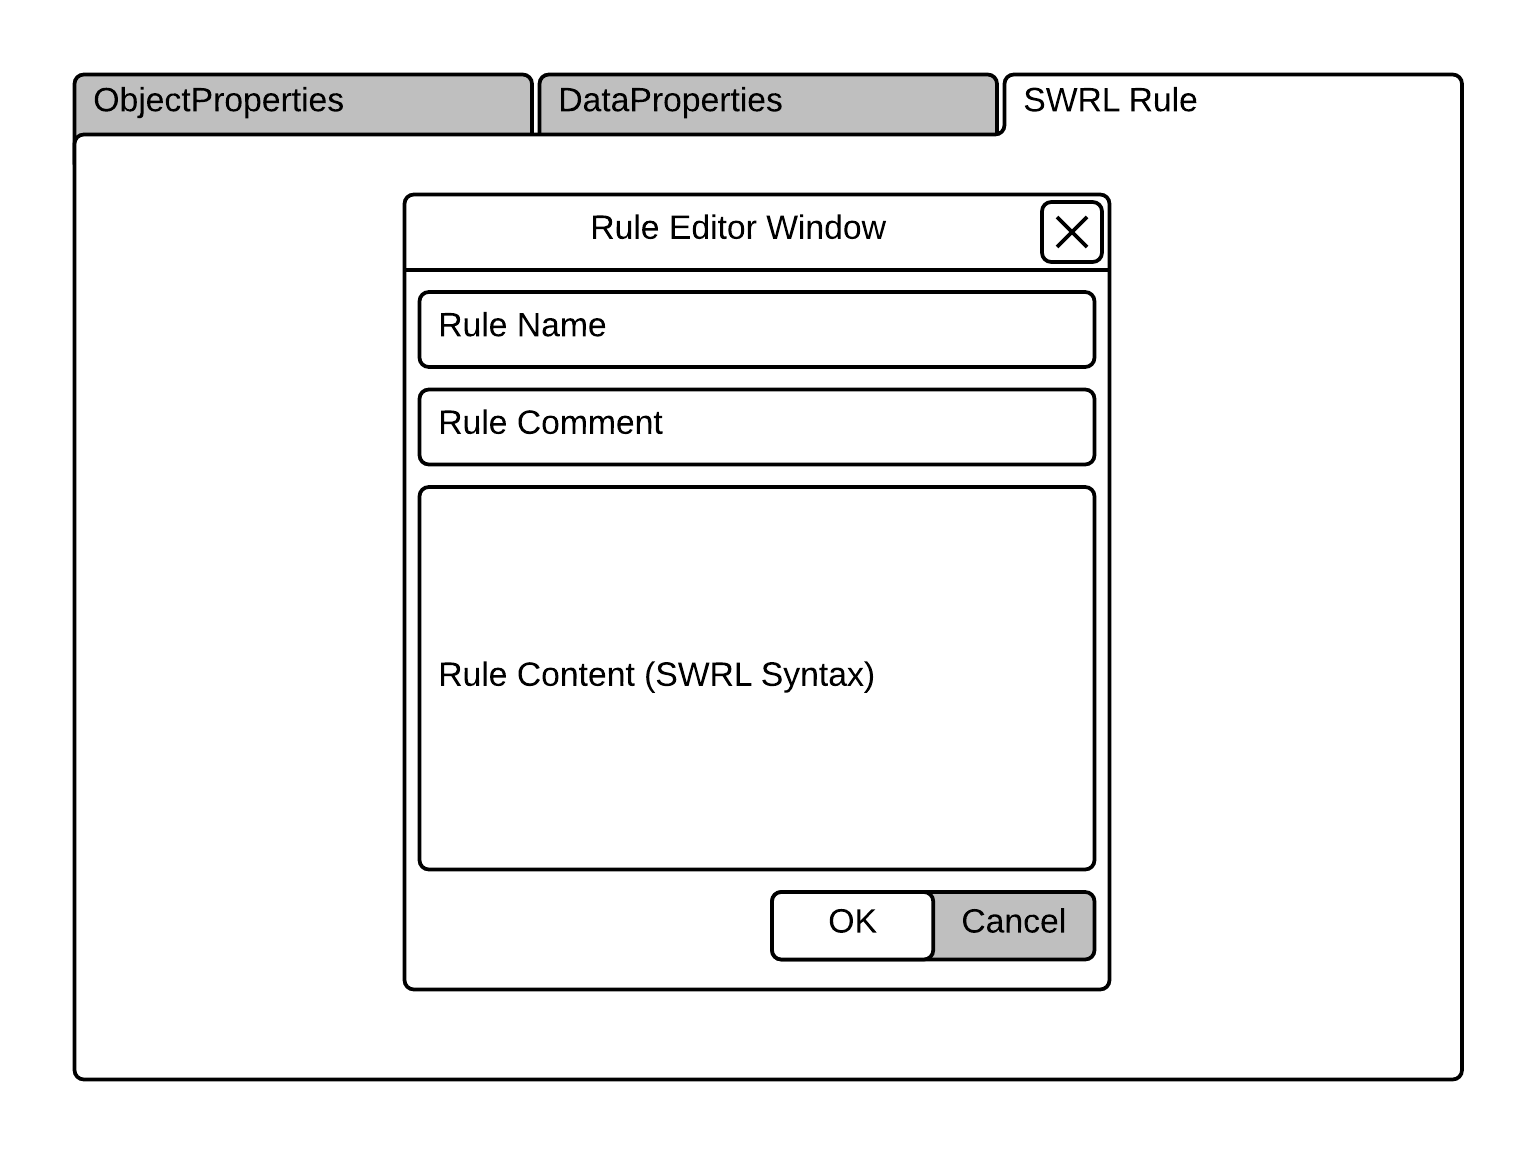 ObjectProperties
DataProperties
SWRL Rule
Rule Editor Window
Rule Name
Rule Comment
Rule Content (SWRL Syntax)
OK
Cancel